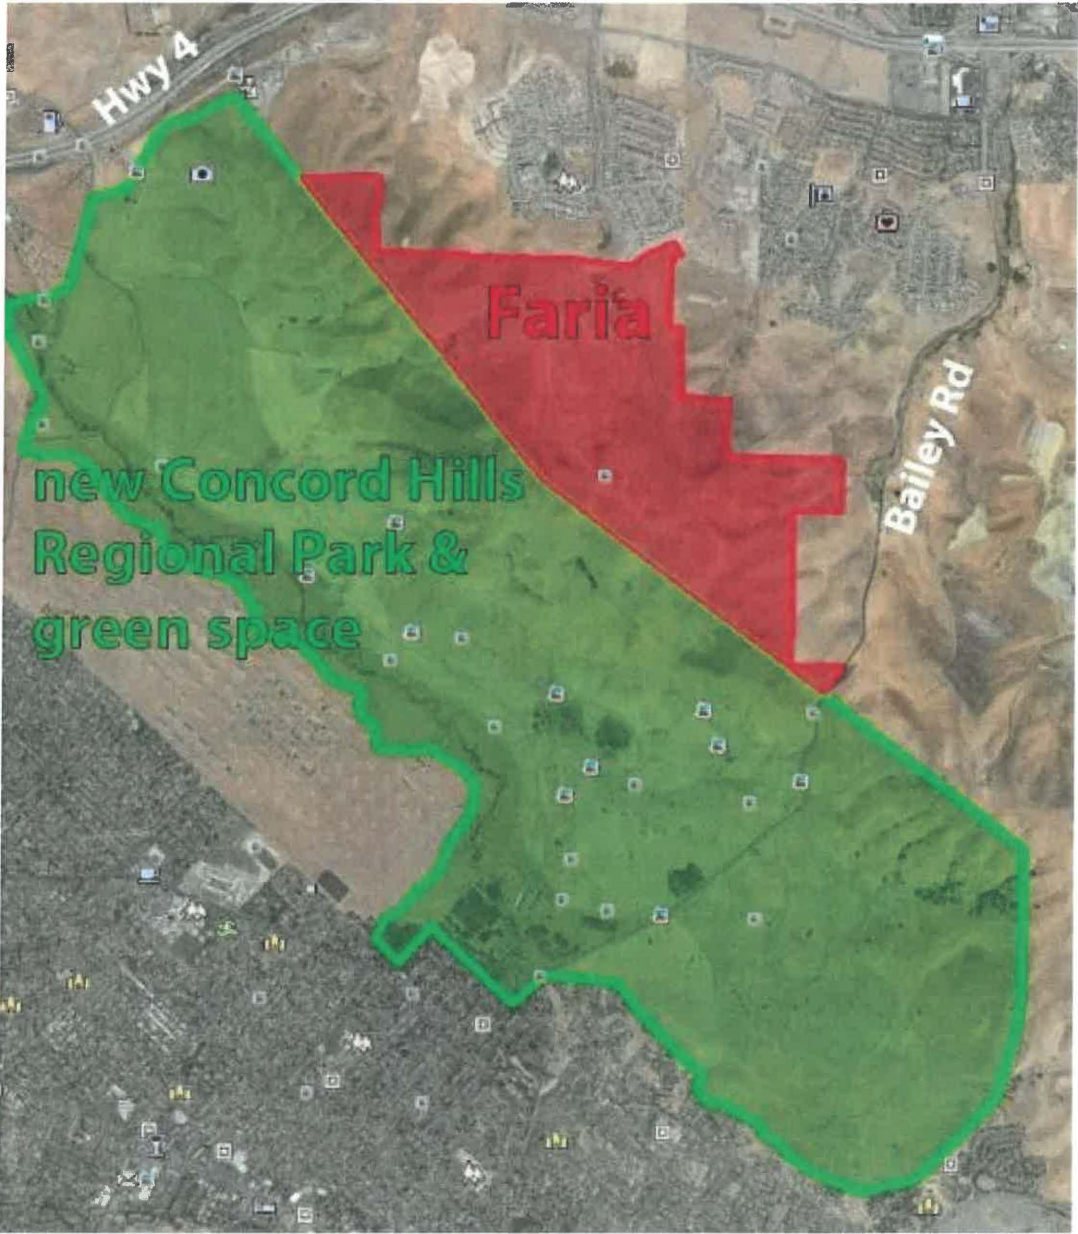 Hwy 4
Faria
Bailey Rd
new Concord Hills
Regional Park &
green space